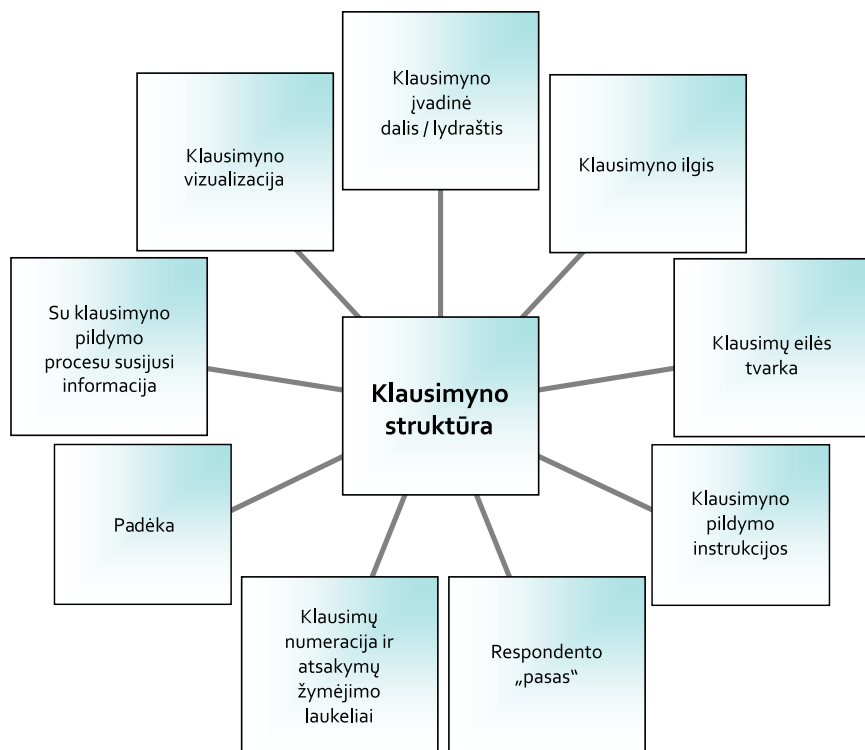 Klausimyno
įvadinė
dalis / lydraštis
Klausimyno
vizualizacija
Klausimyno ilgis
Su klausimyno
pildymo
procesu susijusi
informacija
Klausimų eilės
tvarka
Klausimyno
struktūra
Padėka
Klausimyno
pildymo
instrukcijos
Klausimų
numeracija ir
atsakymų
žymėjimo
laukeliai
Respondento
„pasas“